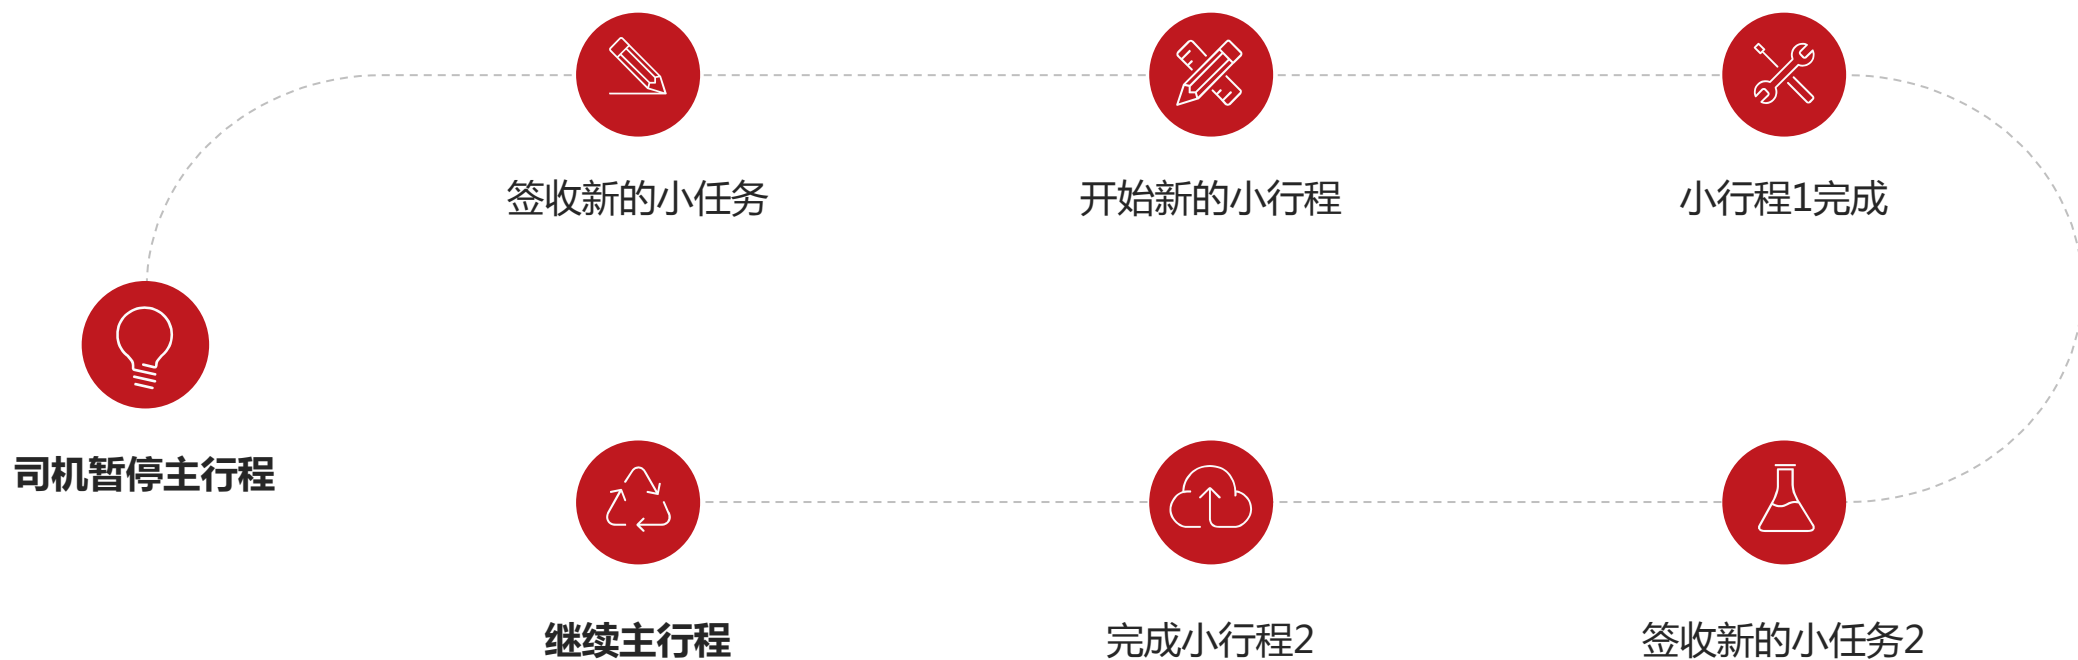 司机暂停主行程
签收新的小任务
开始新的小行程
小行程1完成
签收新的小任务2
完成小行程2
继续主行程